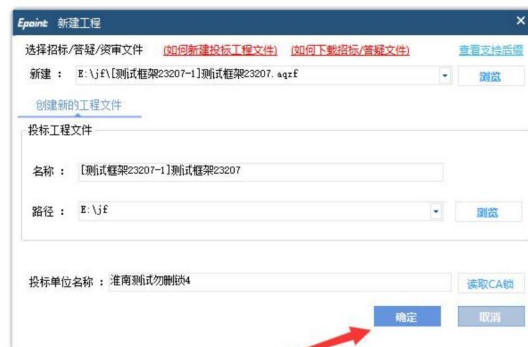 Epoint 新建工程
选择招标/答疑/资审文件 (如何新建投标工程文件) (如何下载招标/答疑文件) 查看支持后缀
新建： E:\jf\[测试框架23207-1]测试框架23207.aqzf 浏览
创建新的工程文件
投标工程文件
名称： [测试框架23207-1]测试框架23207
路径： E:\jf 浏览
投标单位名称： 淮南测试勿删锁4 读取CA锁
确定 取消